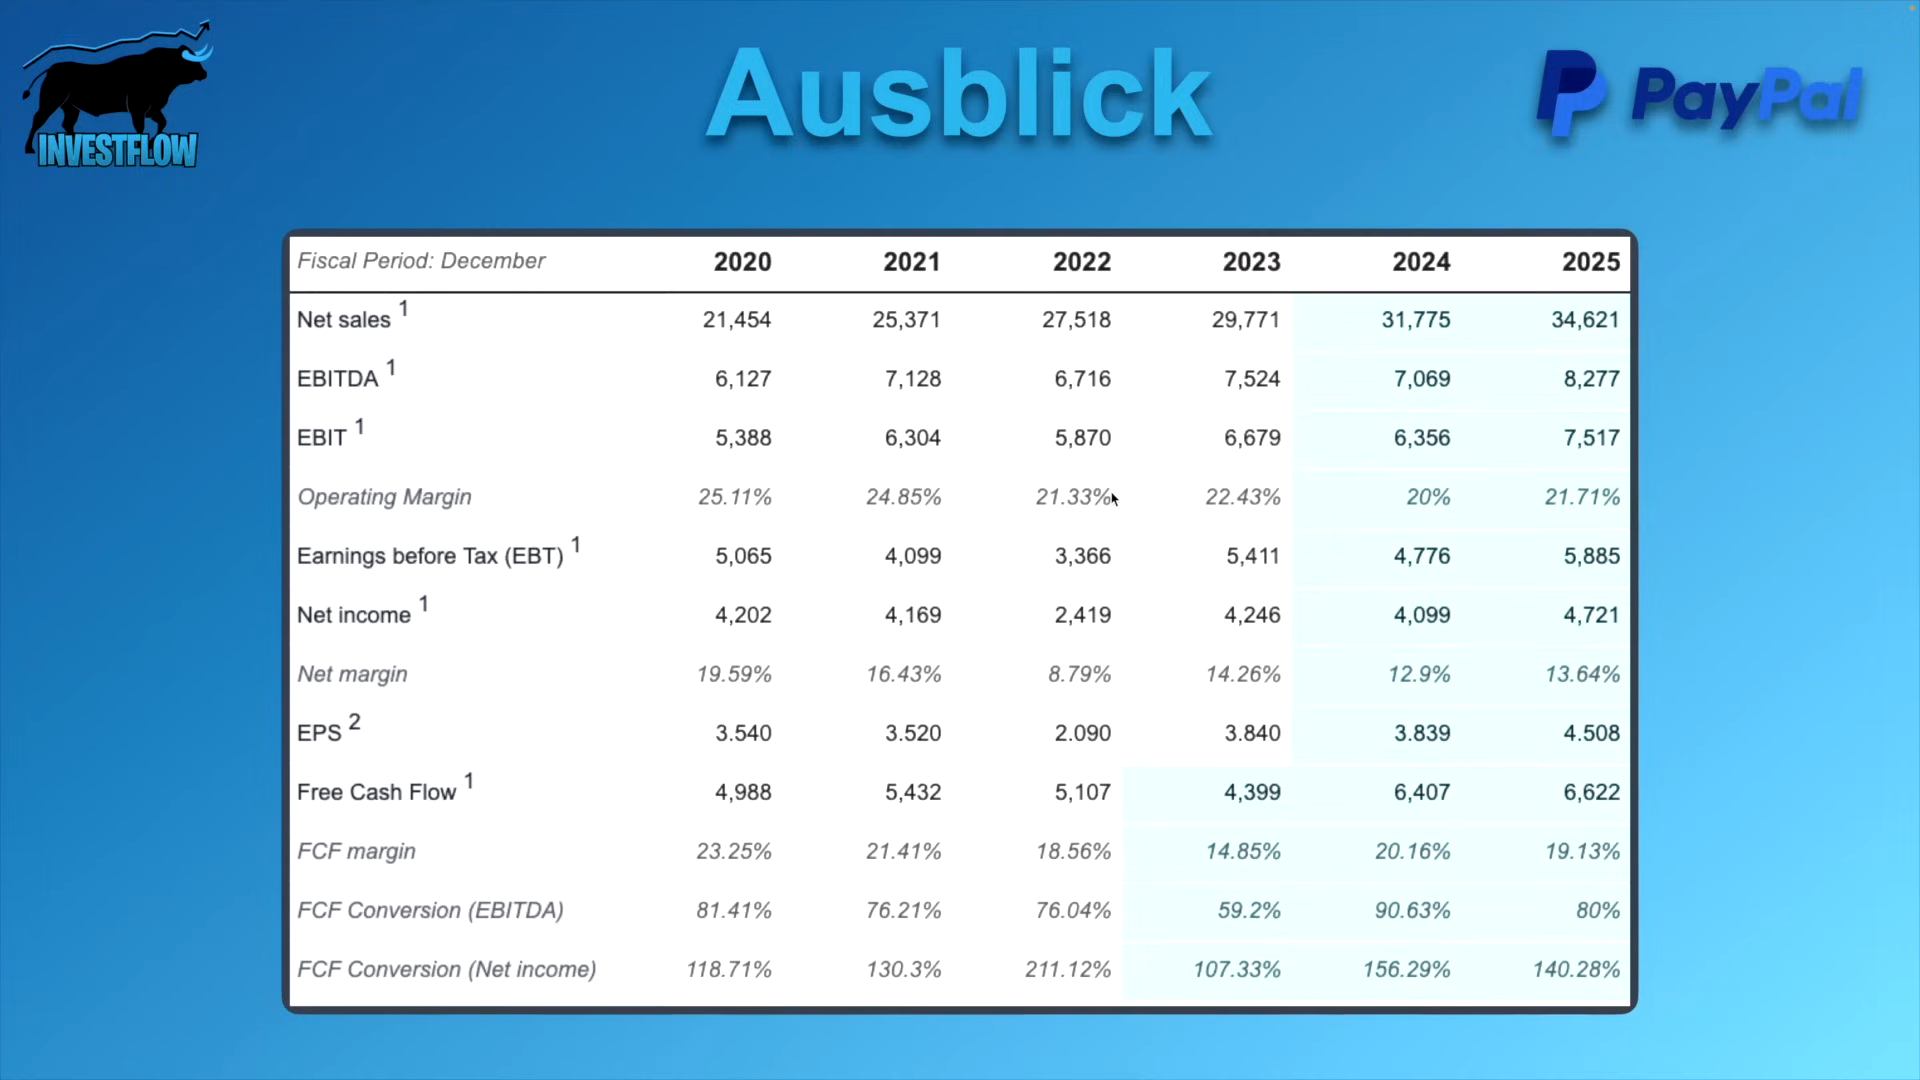 INVESTFLOW
Ausblick
PayPal
Fiscal Period: December 2020 2021 2022 2023 2024 2025
Net sales 1 21,454 25,371 27,518 29,771 31,775 34,621
EBITDA 1 6,127 7,128 6,716 7,524 7,069 8,277
EBIT 1 5,388 6,304 5,870 6,679 6,356 7,517
Operating Margin 25.11% 24.85% 21.33% 22.43% 20% 21.71%
Earnings before Tax (EBT) 1 5,065 4,099 3,366 5,411 4,776 5,885
Net income 1 4,202 4,169 2,419 4,246 4,099 4,721
Net margin 19.59% 16.43% 8.79% 14.26% 12.9% 13.64%
EPS 2 3.540 3.520 2.090 3.840 3.839 4.508
Free Cash Flow 1 4,988 5,432 5,107 4,399 6,407 6,622
FCF margin 23.25% 21.41% 18.56% 14.85% 20.16% 19.13%
FCF Conversion (EBITDA) 81.41% 76.21% 76.04% 59.2% 90.63% 80%
FCF Conversion (Net income) 118.71% 130.3% 211.12% 107.33% 156.29% 140.28%